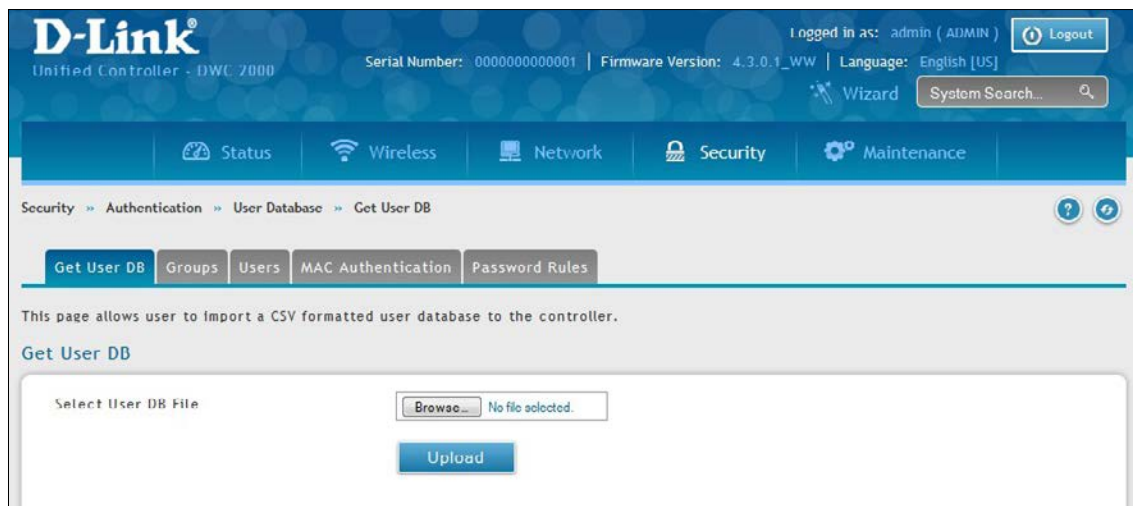 D-Link®
Unified Controller - DWC 2000
Logged in as: admin ( ADMIN )
Logout
Serial Number: 0000000000001 | Firmware Version: 4.3.0.1_WW | Language: English [US]
Wizard
System Search...
Status
Wireless
Network
Security
Maintenance
Security » Authentication » User Database » Get User DB
?
Get User DB
Groups
Users
MAC Authentication
Password Rules
This page allows user to import a CSV formatted user database to the controller.
Get User DB
Select User DB File
Browse... No file selected.
Upload